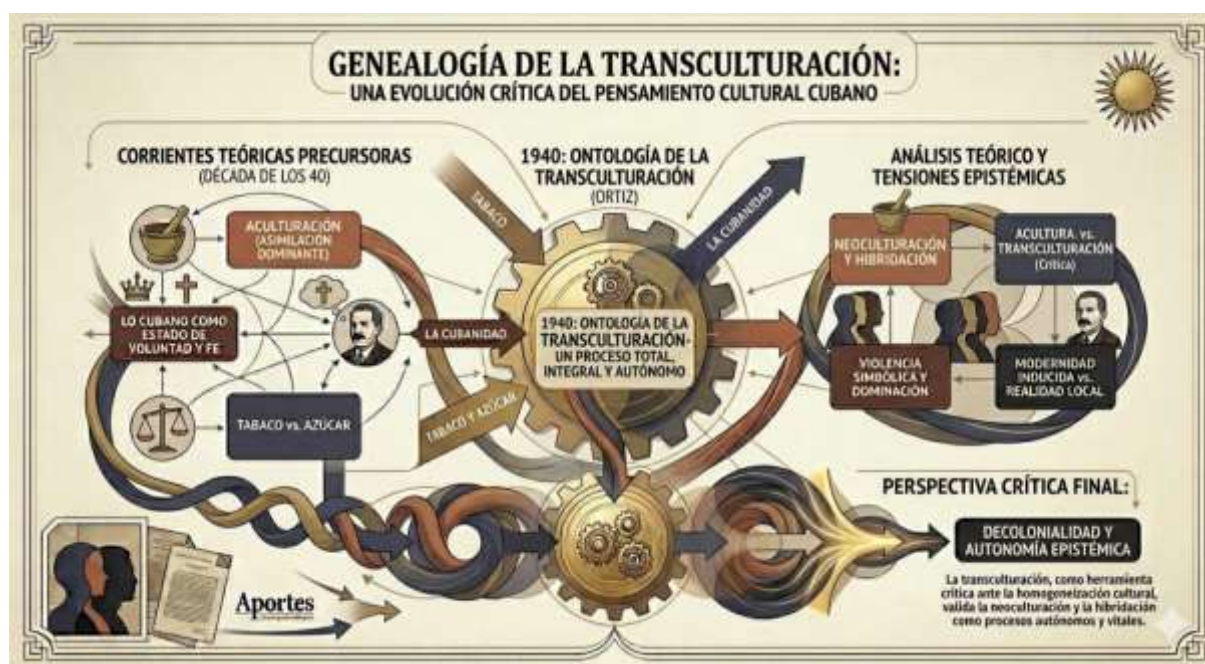 GENEALOGÍA DE LA TRANSCULTURACIÓN:
UNA EVOLUCIÓN CRÍTICA DEL PENSAMIENTO CULTURAL CUBANO
CORRIENTES TEÓRICAS PRECURSORAS
(DÉCADA DE LOS 40)
ACULTURACIÓN
(ASIMILACIÓN
DOMINANTE)
LO CUBANO COMO
ESTADO DE
VOLUNTAD Y FE
TABACO vs. AZÚCAR
1940: ONTOLOGÍA DE LA
TRANSCULTURACIÓN
(ORTIZ)
TABACO
LA CUBANIDAD
LA CUBANIDAD
TABACO Y AZÚCAR
1940: ONTOLOGÍA DE LA
TRANSCULTURACIÓN-
UN PROCESO TOTAL,
INTEGRAL Y AUTÓNOMO
ANÁLISIS TEÓRICO Y
TENSIONES EPISTÉMICAS
NEOCULTURACIÓN
Y HIBRIDACIÓN
ACULTURA. vs.
TRANSCULTURACIÓN
(Crítica)
VIOLENCIA
SIMBÓLICA Y
DOMINACIÓN
MODERNIDAD
INDUCIDA vs.
REALIDAD LOCAL
PERSPECTIVA CRÍTICA FINAL:
DECOLONIALIDAD Y
AUTONOMÍA EPISTÉMICA
La transculturación, como herramienta
crítica ante la homogeneización cultural,
valida la neoculturación y la hibridación
como procesos autónomos y vitales.
Aportes